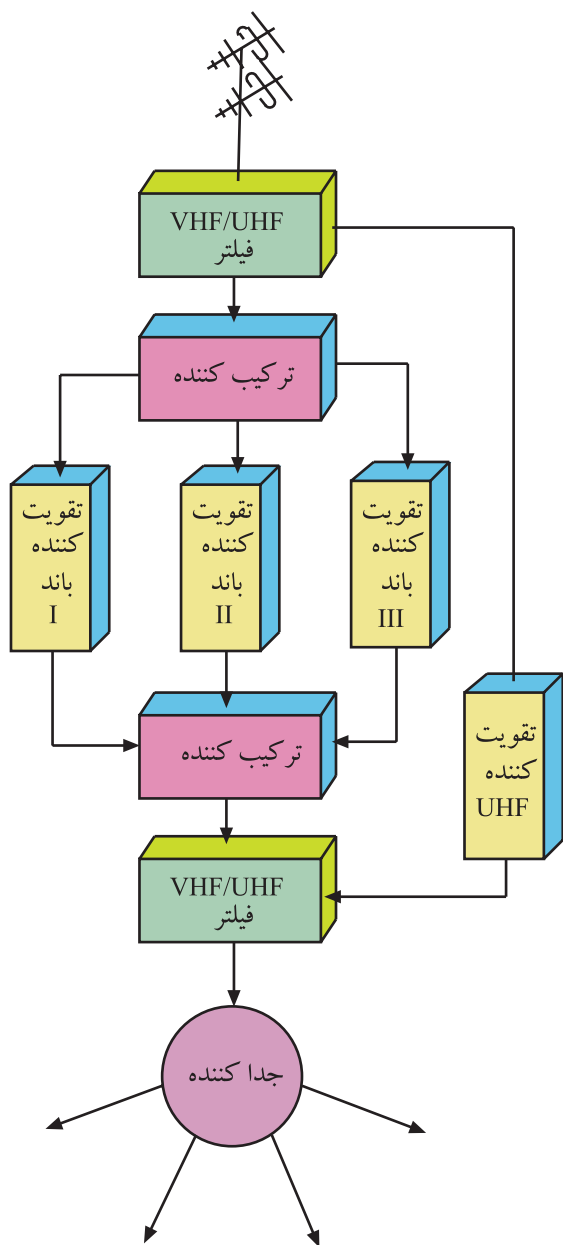 VHF/UHF
فیلتر
ترکیب کننده
تقویت
کننده
باند
I
تقویت
کننده
باند
II
تقویت
کننده
باند
III
ترکیب کننده
تقویت
کننده
UHF
VHF/UHF
فیلتر
جدا کننده